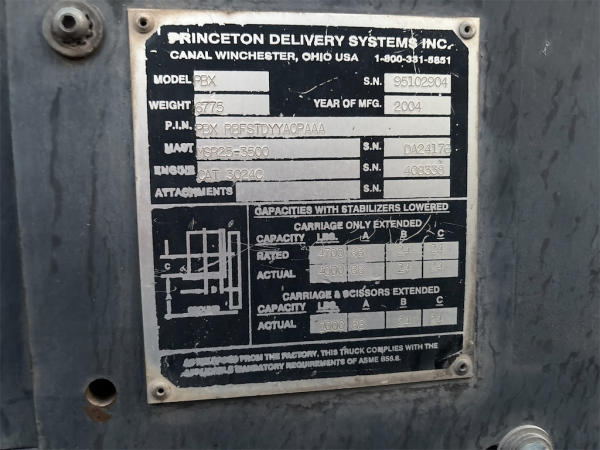 PRINCETON DELIVERY SYSTEMS INC.
CANAL WINCHESTER, OHIO USA 1-800-331-5851
MODEL PBX S.N. 95102904
WEIGHT 6775 YEAR OF MFG. 2004
P.I.N. PBX
MAST S.N.
ENGINE CAT 3024C S.N.
ATTACHMENTS S.N.
CAPACITIES WITH STABILIZERS LOWERED
CARRIAGE ONLY EXTENDED
CAPACITY LBS. A B C
RATED
ACTUAL
CARRIAGE & SCISSORS EXTENDED
CAPACITY LBS. A B C
ACTUAL
AS RELEASED FROM THE FACTORY, THIS TRUCK COMPLIES WITH THE
APPLICABLE MANDATORY REQUIREMENTS OF ASME B56.6.